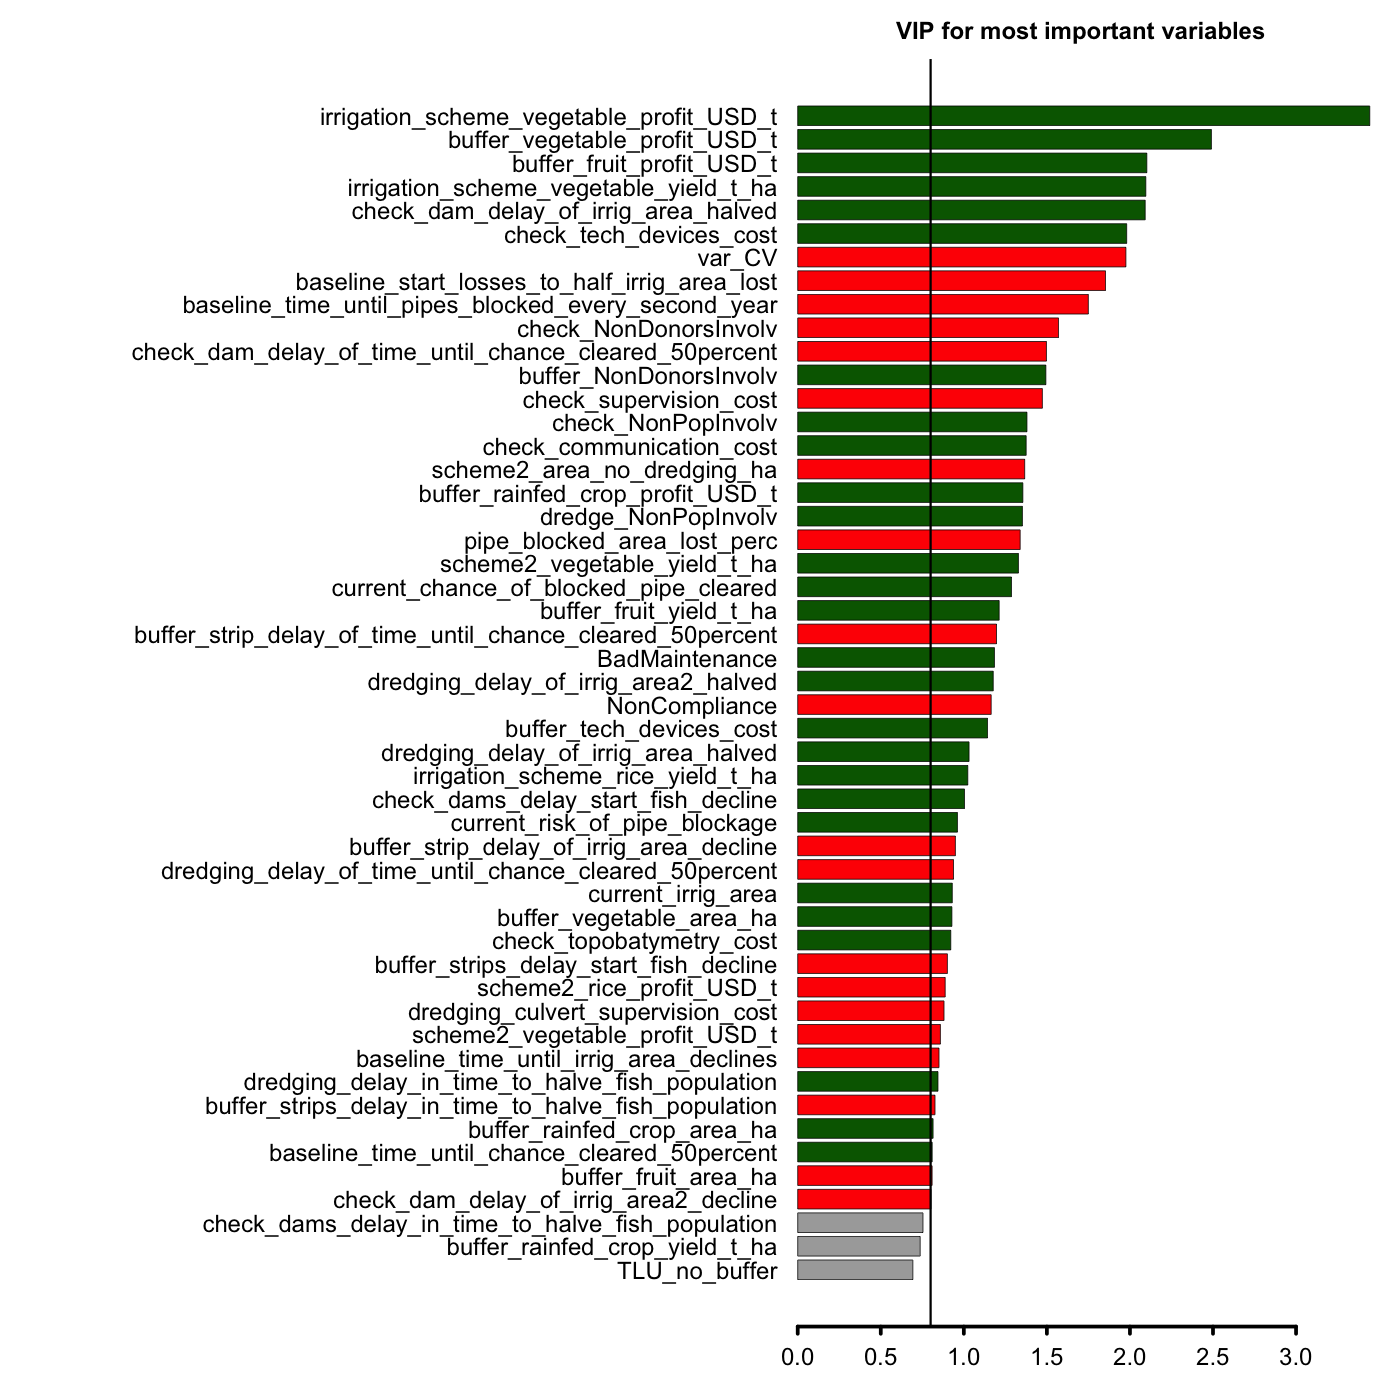 VIP for most important variables
irrigation_scheme_vegetable_profit_USD_t
buffer_vegetable_profit_USD_t
buffer_fruit_profit_USD_t
irrigation_scheme_vegetable_yield_t_ha
check_dam_delay_of_irrig_area_halved
check_tech_devices_cost
var_CV
baseline_start_losses_to_half_irrig_area_lost
baseline_time_until_pipes_blocked_every_second_year
check_NonDonorsInvolv
check_dam_delay_of_time_until_chance_cleared_50percent
buffer_NonDonorsInvolv
check_supervision_cost
check_NonPopInvolv
check_communication_cost
scheme2_area_no_dredging_ha
buffer_rainfed_crop_profit_USD_t
dredge_NonPopInvolv
pipe_blocked_area_lost_perc
scheme2_vegetable_yield_t_ha
current_chance_of_blocked_pipe_cleared
buffer_fruit_yield_t_ha
buffer_strip_delay_of_time_until_chance_cleared_50percent
BadMaintenance
dredging_delay_of_irrig_area2_halved
NonCompliance
buffer_tech_devices_cost
dredging_delay_of_irrig_area_halved
irrigation_scheme_rice_yield_t_ha
check_dams_delay_start_fish_decline
current_risk_of_pipe_blockage
buffer_strip_delay_of_irrig_area_decline
dredging_delay_of_time_until_chance_cleared_50percent
current_irrig_area
buffer_vegetable_area_ha
check_topobatymetry_cost
buffer_strips_delay_start_fish_decline
scheme2_rice_profit_USD_t
dredging_culvert_supervision_cost
scheme2_vegetable_profit_USD_t
baseline_time_until_irrig_area_declines
dredging_delay_in_time_to_halve_fish_population
buffer_strips_delay_in_time_to_halve_fish_population
buffer_rainfed_crop_area_ha
baseline_time_until_chance_cleared_50percent
buffer_fruit_area_ha
check_dam_delay_of_irrig_area2_decline
check_dams_delay_in_time_to_halve_fish_population
buffer_rainfed_crop_yield_t_ha
TLU_no_buffer
0.0 0.5 1.0 1.5 2.0 2.5 3.0